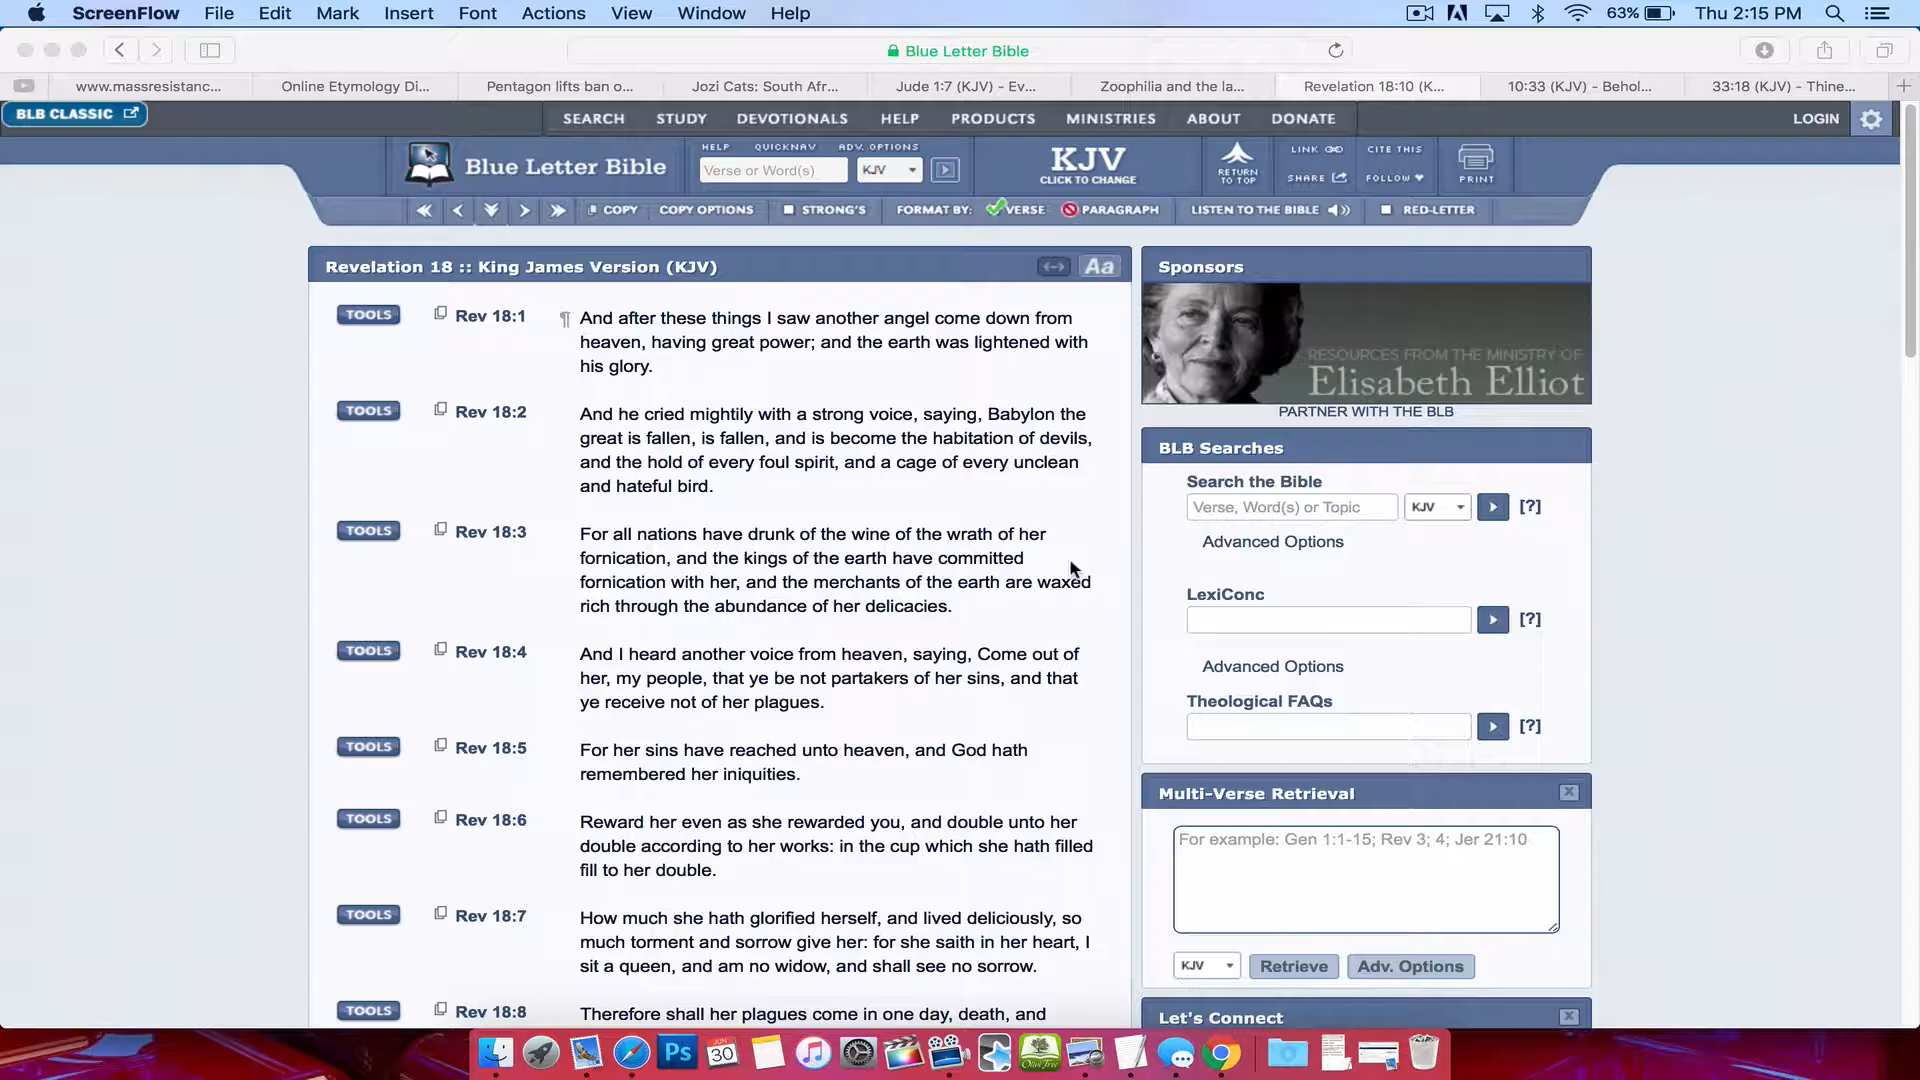 ScreenFlow File Edit Mark Insert Font Actions View Window Help 63% Thu 2:15 PM
Blue Letter Bible
www.massresistanc... Online Etymology Di... Pentagon lifts ban o... Jozi Cats: South Afr... Jude 1:7 (KJV) - Ev... Zoophilia and the la... Revelation 18:10 (K... 10:33 (KJV) - Behol... 33:18 (KJV) - Thine...
BLB CLASSIC SEARCH STUDY DEVOTIONALS HELP PRODUCTS MINISTRIES ABOUT DONATE LOGIN
HELP QUICKNAV ADV. OPTIONS
Blue Letter Bible Verse or Word(s) KJV
KJV
CLICK TO CHANGE
RETURN
TO TOP
LINK CITE THIS
SHARE FOLLOW PRINT
COPY COPY OPTIONS STRONG'S FORMAT BY: VERSE PARAGRAPH LISTEN TO THE BIBLE RED-LETTER
Revelation 18 :: King James Version (KJV) Aa
TOOLS Rev 18:1 ¶ And after these things I saw another angel come down from
heaven, having great power; and the earth was lightened with
his glory.
TOOLS Rev 18:2 And he cried mightily with a strong voice, saying, Babylon the
great is fallen, is fallen, and is become the habitation of devils,
and the hold of every foul spirit, and a cage of every unclean
and hateful bird.
TOOLS Rev 18:3 For all nations have drunk of the wine of the wrath of her
fornication, and the kings of the earth have committed
fornication with her, and the merchants of the earth are waxed
rich through the abundance of her delicacies.
TOOLS Rev 18:4 And I heard another voice from heaven, saying, Come out of
her, my people, that ye be not partakers of her sins, and that
ye receive not of her plagues.
TOOLS Rev 18:5 For her sins have reached unto heaven, and God hath
remembered her iniquities.
TOOLS Rev 18:6 Reward her even as she rewarded you, and double unto her
double according to her works: in the cup which she hath filled
fill to her double.
TOOLS Rev 18:7 How much she hath glorified herself, and lived deliciously, so
much torment and sorrow give her: for she saith in her heart, I
sit a queen, and am no widow, and shall see no sorrow.
TOOLS Rev 18:8 Therefore shall her plagues come in one day, death, and
Sponsors
RESOURCES FROM THE MINISTRY OF
Elisabeth Elliot
PARTNER WITH THE BLB
BLB Searches
Search the Bible
Verse, Word(s) or Topic KJV [?]
Advanced Options
LexiConc
[?]
Advanced Options
Theological FAQs
[?]
Multi-Verse Retrieval
For example: Gen 1:1-15; Rev 3; 4; Jer 21:10
KJV Retrieve Adv. Options
Let's Connect
Ps JUN 30 OLIVE TREE